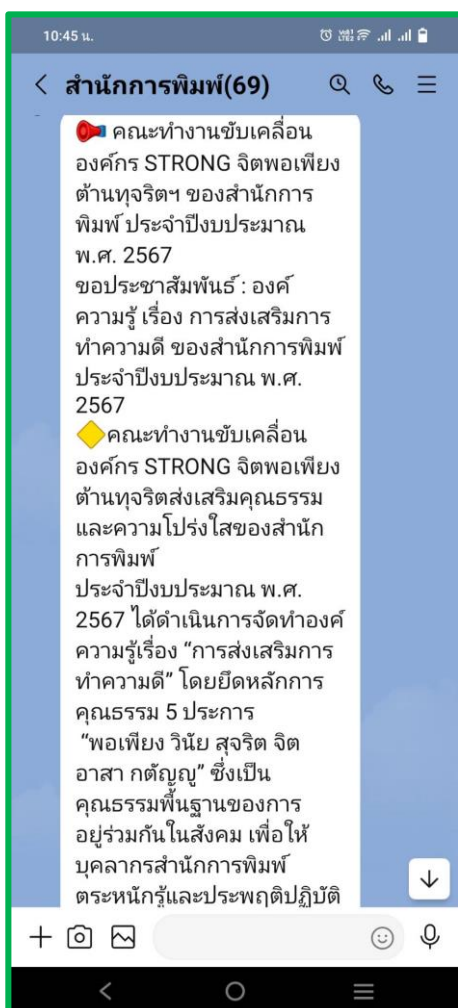 10:45 น.
สำนักการพิมพ์(69)
คณะทำงานขับเคลื่อน
องค์กร STRONG จิตพอเพียง
ต้านทุจริตฯ ของสำนักการ
พิมพ์ ประจำปีงบประมาณ
พ.ศ. 2567
ขอประชาสัมพันธ์ : องค์
ความรู้ เรื่อง การส่งเสริมการ
ทำความดี ของสำนักการพิมพ์
ประจำปีงบประมาณ พ.ศ.
2567
คณะทำงานขับเคลื่อน
องค์กร STRONG จิตพอเพียง
ต้านทุจริตส่งเสริมคุณธรรม
และความโปร่งใสของสำนัก
การพิมพ์
ประจำปีงบประมาณ พ.ศ.
2567 ได้ดำเนินการจัดทำองค์
ความรู้เรื่อง “การส่งเสริมการ
ทำความดี” โดยยึดหลักการ
คุณธรรม 5 ประการ
“พอเพียง วินัย สุจริต จิต
อาสา กตัญญู” ซึ่งเป็น
คุณธรรมพื้นฐานของการ
อยู่ร่วมกันในสังคม เพื่อให้
บุคลากรสำนักการพิมพ์
ตระหนักรู้และประพฤติปฏิบัติ